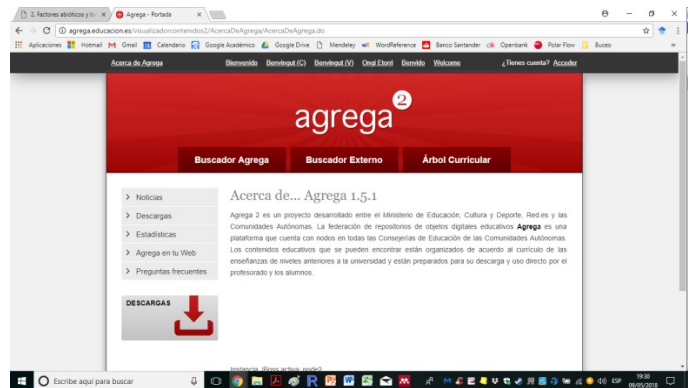 2. Factores abióticos y bi
Agrega - Portada
agrega.educacion.es/visualizadorcontenidos2/AcercaDeAgrega/AcercaDeAgrega.do
Aplicaciones Hotmail Gmail Calendario Google Académico Google Drive Mendeley WordReference Banco Santander Openbank Polar Flow Buceo
Acerca de Agrega Bienvenido Benvingut (C) Benvingut (V) Ongi Etorri Benvido Welcome ¿Tienes cuenta? Acceder
agrega 2
Buscador Agrega Buscador Externo Árbol Curricular
> Noticias
> Descargas
> Estadísticas
> Agrega en tu Web
> Preguntas frecuentes
DESCARGAS
Acerca de... Agrega 1.5.1
Agrega 2 es un proyecto desarrollado entre el Ministerio de Educación, Cultura y Deporte, Red.es y las
Comunidades Autónomas. La federación de repositorios de objetos digitales educativos Agrega es una
plataforma que cuenta con nodos en todas las Consejerías de Educación de las Comunidades Autónomas.
Los contenidos educativos que se pueden encontrar están organizados de acuerdo al currículo de las
enseñanzas de niveles anteriores a la universidad y están preparados para su descarga y uso directo por el
profesorado y los alumnos.
Instancia JBoss activa: node2
Escribe aquí para buscar
ESP
19:30
09/05/2018